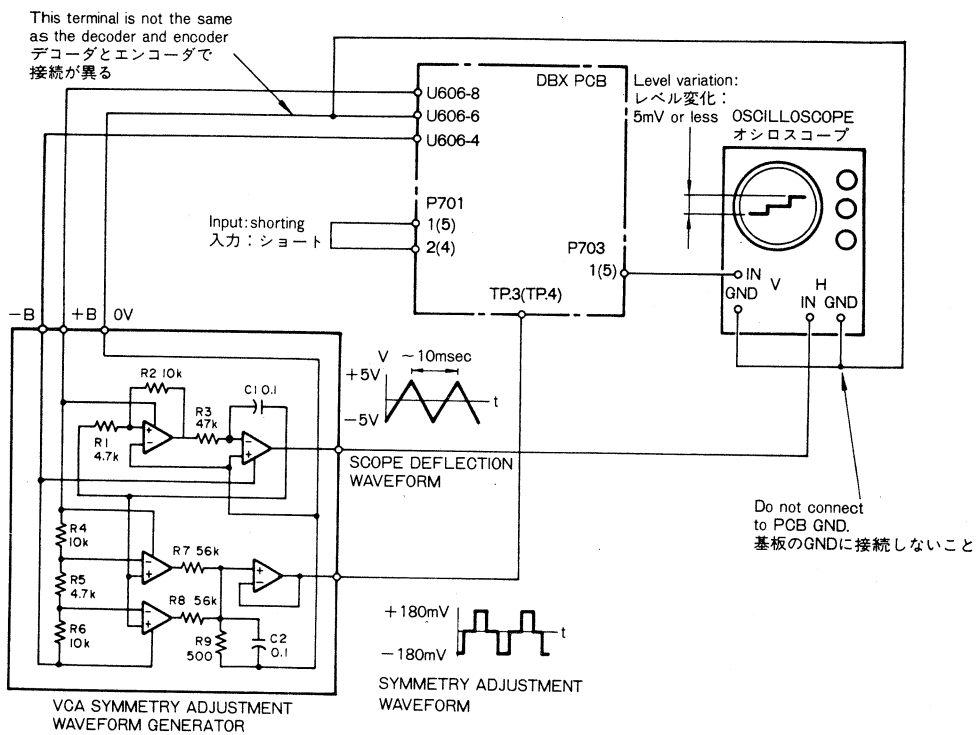 This terminal is not the same
as the decoder and encoder
デコーダとエンコーダで
接続が異る
U606-8
U606-6
U606-4
DBX PCB
P701
1(5)
2(4)
Input:shorting
入力：ショート
P703
1(5)
TP.3(TP.4)
Level variation:
レベル変化：
5mV or less
OSCILLOSCOPE
オシロスコープ
IN
V
GND
H
IN GND
−B
+B
0V
R2 10k
C1 0.1
R1
4.7k
R3
47k
R4
10k
R5
4.7k
R6
10k
R7 56k
R8 56k
R9
500
C2
0.1
V ~10msec
+5V
t
−5V
SCOPE DEFLECTION
WAVEFORM
Do not connect
to PCB GND.
基板のGNDに接続しないこと
+180mV
t
−180mV
SYMMETRY ADJUSTMENT
WAVEFORM
VCA SYMMETRY ADJUSTMENT
WAVEFORM GENERATOR